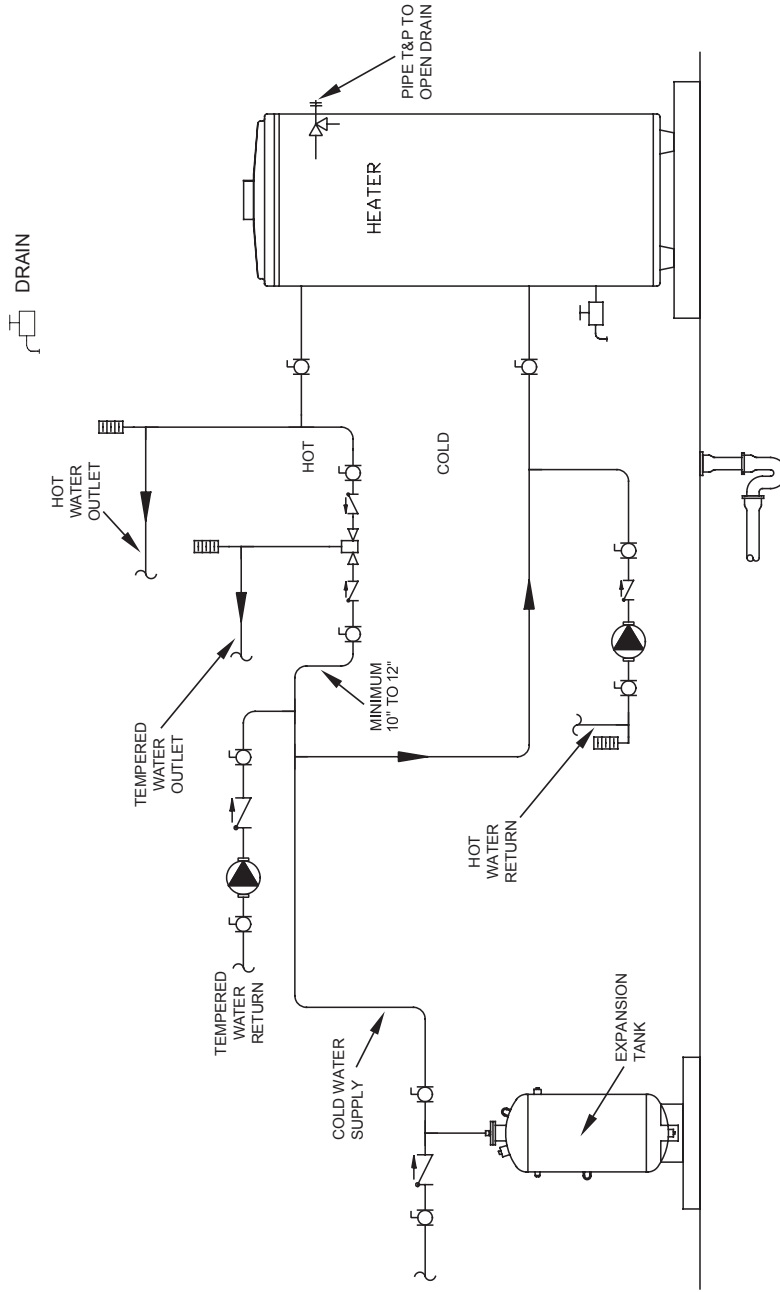 DRAIN
PIPE T&P TO
OPEN DRAIN
HEATER
HOT
WATER
OUTLET
HOT
COLD
TEMPERED
WATER
OUTLET
MINIMUM
10" TO 12"
HOT
WATER
RETURN
TEMPERED
WATER
RETURN
COLD WATER
SUPPLY
EXPANSION
TANK